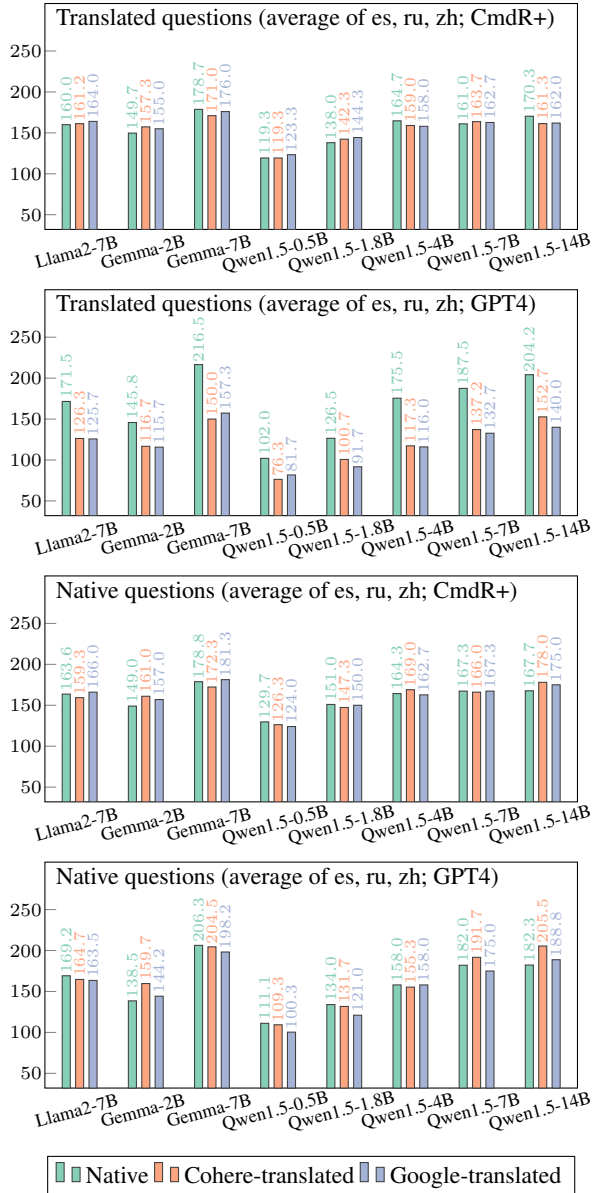 Translated questions (average of es, ru, zh; CmdR+)
250
200
150
100
50
160.0 161.2 164.0 149.7 157.3 155.0 178.7 171.0 176.0 119.3 119.3 123.3 138.0 142.3 144.3 164.7 159.0 158.0 161.0 163.7 162.7 170.3 161.3 162.0
Llama2-7B Gemma-2B Gemma-7B Qwen1.5-0.5B Qwen1.5-1.8B Qwen1.5-4B Qwen1.5-7B Qwen1.5-14B
Translated questions (average of es, ru, zh; GPT4)
250
200
150
100
50
171.5 126.3 125.7 145.8 116.7 115.7 216.5 150.0 157.3 102.0 76.3 81.7 126.5 100.7 91.7 175.5 117.3 116.0 187.5 137.2 132.7 204.2 152.7 140.0
Llama2-7B Gemma-2B Gemma-7B Qwen1.5-0.5B Qwen1.5-1.8B Qwen1.5-4B Qwen1.5-7B Qwen1.5-14B
Native questions (average of es, ru, zh; CmdR+)
250
200
150
100
50
163.6 159.3 166.0 149.0 161.0 157.0 178.8 172.3 181.3 129.7 126.3 124.0 151.0 147.3 150.0 164.3 169.0 162.7 167.3 166.0 167.3 167.7 178.0 175.0
Llama2-7B Gemma-2B Gemma-7B Qwen1.5-0.5B Qwen1.5-1.8B Qwen1.5-4B Qwen1.5-7B Qwen1.5-14B
Native questions (average of es, ru, zh; GPT4)
250
200
150
100
50
169.2 164.7 163.5 138.5 159.7 144.2 206.3 204.5 198.2 111.1 109.3 100.3 134.0 131.7 121.0 158.0 155.3 158.0 182.0 191.7 175.0 182.3 205.5 188.8
Llama2-7B Gemma-2B Gemma-7B Qwen1.5-0.5B Qwen1.5-1.8B Qwen1.5-4B Qwen1.5-7B Qwen1.5-14B
Native Cohere-translated Google-translated